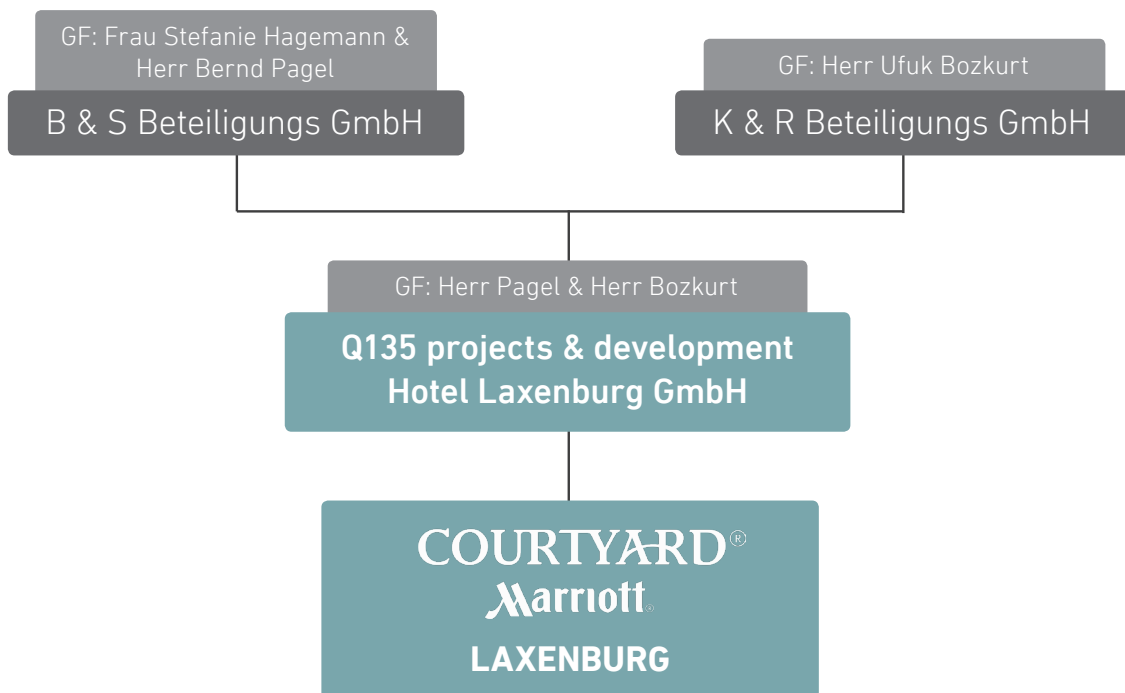 GF: Frau Stefanie Hagemann &
Herr Bernd Pagel
B & S Beteiligungs GmbH
GF: Herr Ufuk Bozkurt
K & R Beteiligungs GmbH
GF: Herr Pagel & Herr Bozkurt
Q135 projects & development
Hotel Laxenburg GmbH
COURTYARD®
Marriott®
LAXENBURG